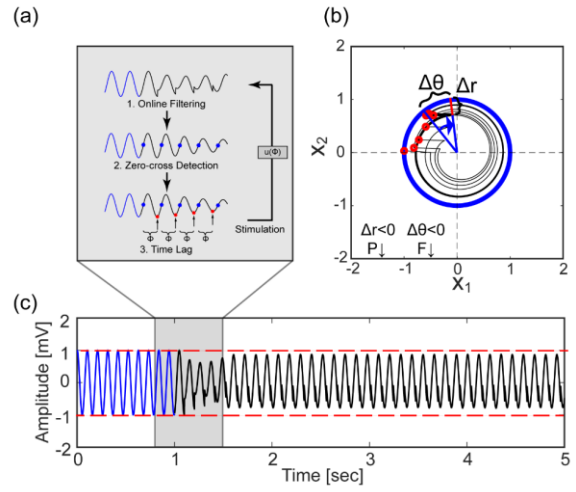 (a)
1. Online Filtering
2. Zero-cross Detection
u(Φ)
Φ Φ Φ Φ
Stimulation
3. Time Lag
(b)
2
1
0
-1
-2
X2
Δθ Δr
Δr<0 Δθ<0
P↓ F↓
-2 -1 0 1 2
X1
(c)
2
1
0
-1
-2
Amplitude [mV]
0 1 2 3 4 5
Time [sec]